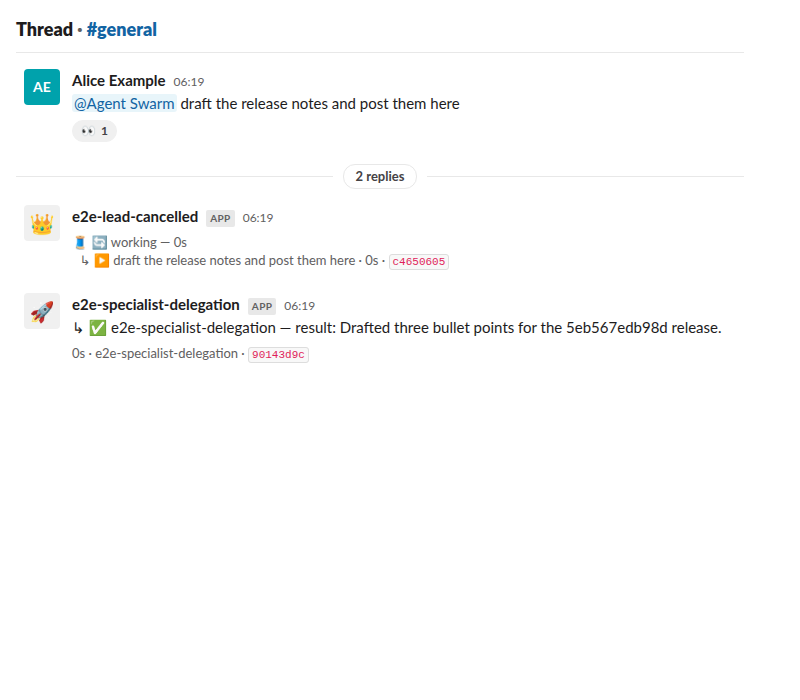 Thread • #general
AE
Alice Example 06:19
@Agent Swarm draft the release notes and post them here
👀 1
2 replies
e2e-lead-cancelled APP 06:19
🧵 🔄 working — 0s
↳ ▶️ draft the release notes and post them here · 0s · c4650605
e2e-specialist-delegation APP 06:19
↳ ✅ e2e-specialist-delegation — result: Drafted three bullet points for the 5eb567edb98d release.
0s · e2e-specialist-delegation · 90143d9c